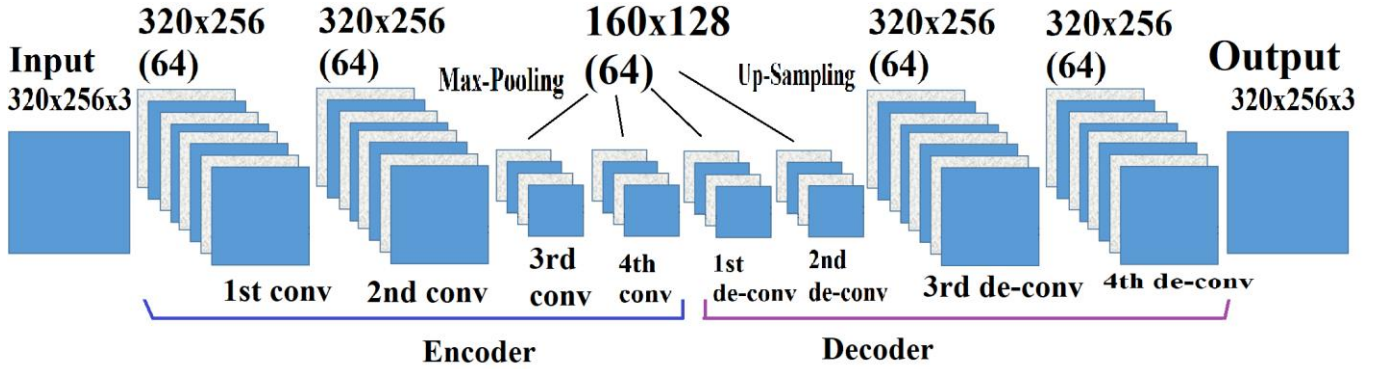 Input
320x256x3
320x256
(64)
320x256
(64)
Max-Pooling
160x128
(64)
Up-Sampling
320x256
(64)
320x256
(64)
Output
320x256x3
1st conv
2nd conv
3rd
conv
4th
conv
1st
de-conv
2nd
de-conv
3rd de-conv
4th de-conv
Encoder
Decoder